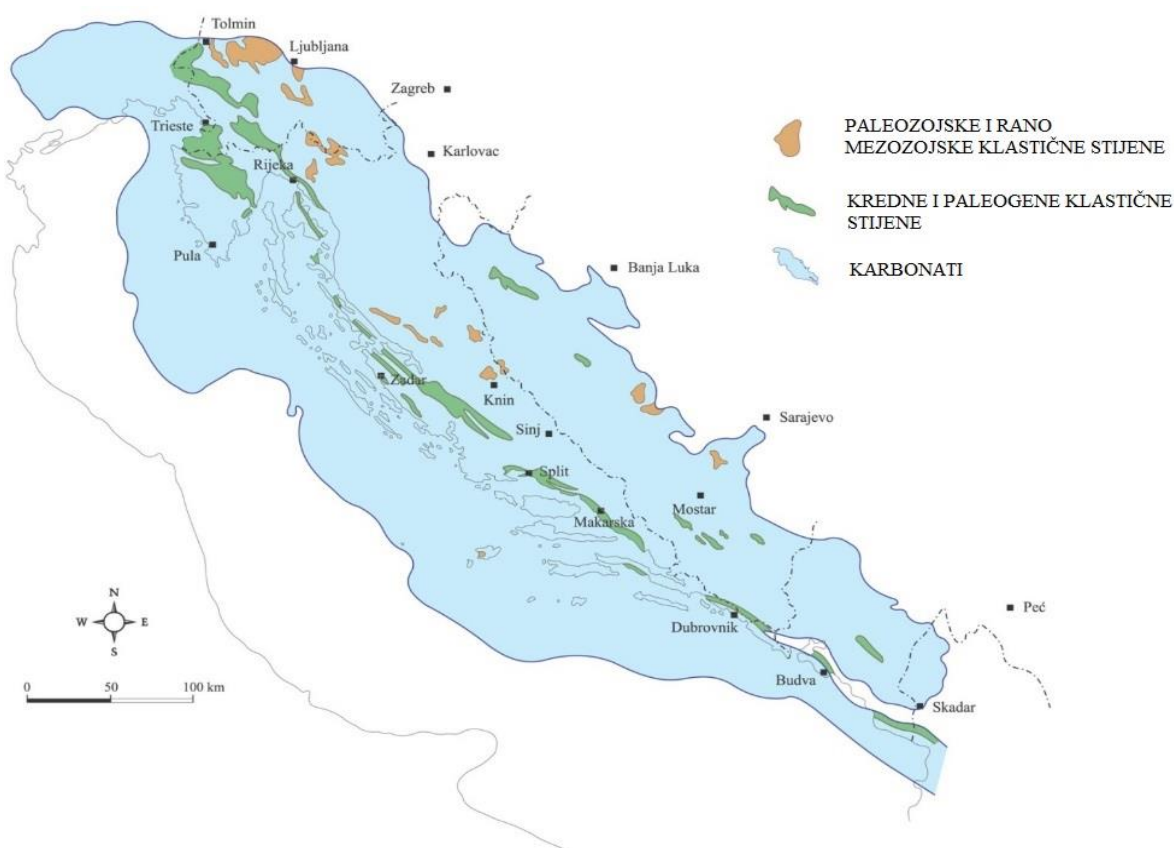 Tolmin
Ljubljana
Zagreb
Trieste
Karlovac
Rijeka
Pula
Banja Luka
Zadar
Knin
Sarajevo
Sinj
Split
Mostar
Makarska
Dubrovnik
Peć
Budva
Skadar
PALEOZOJSKE I RANO
MEZOZOJSKE KLASTIČNE STIJENE
KREDNE I PALEOGENE KLASTIČNE
STIJENE
KARBONATI
N
W E
S
0 50 100 km